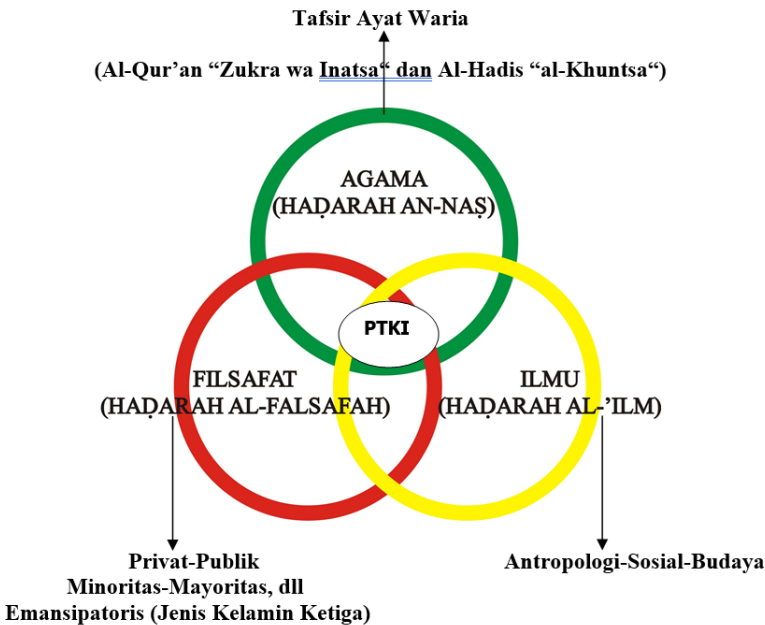 Tafsir Ayat Waria
(Al-Qur’an “Zukra wa Inatsa“ dan Al-Hadis “al-Khuntsa“)
AGAMA
(HAḌARAH AN-NAṢ)
PTKI
FILSAFAT
(HAḌARAH AL-FALSAFAH)
ILMU
(HAḌARAH AL-’ILM)
Privat-Publik
Minoritas-Mayoritas, dll
Emansipatoris (Jenis Kelamin Ketiga)
Antropologi-Sosial-Budaya